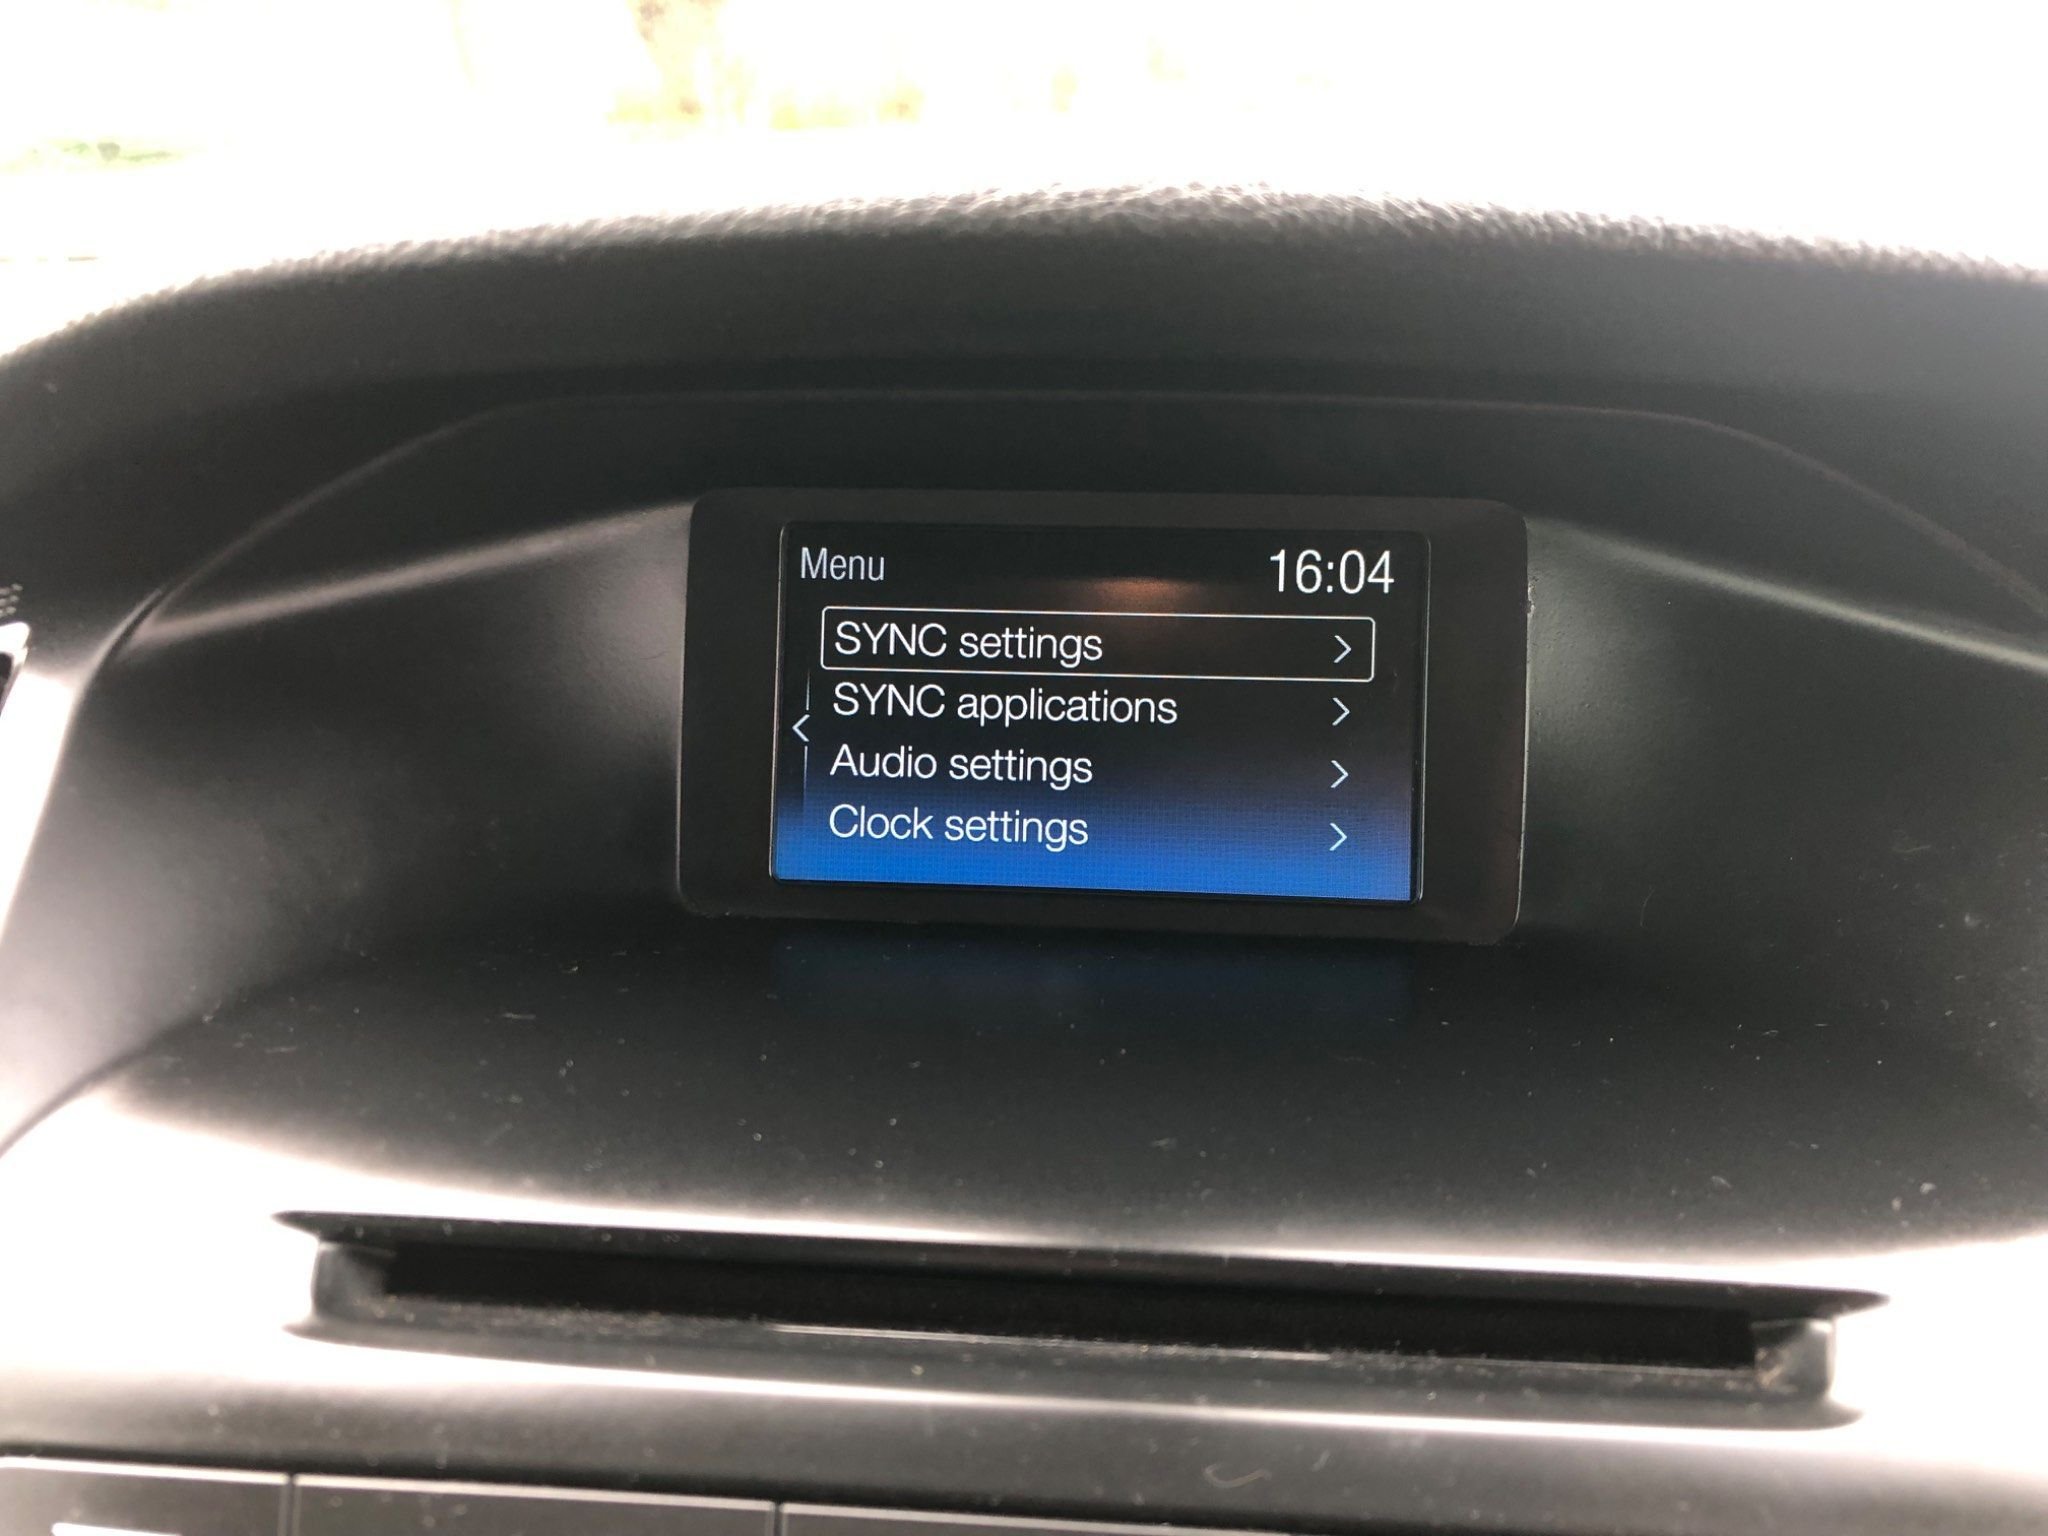 Menu 16:04
SYNC settings
SYNC applications
Audio settings
Clock settings